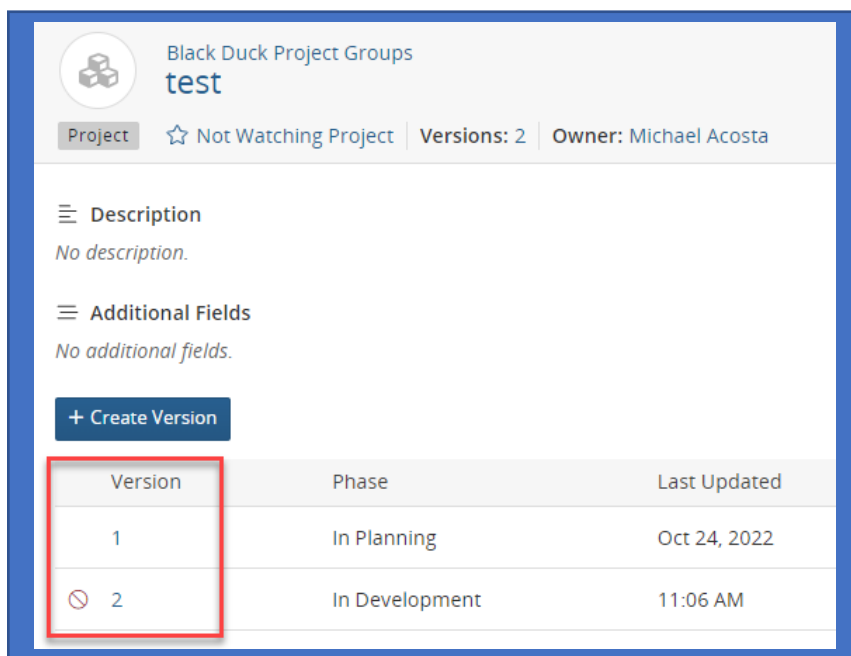 Black Duck Project Groups
test
Project Not Watching Project Versions: 2 Owner: Michael Acosta
Description
No description.
Additional Fields
No additional fields.
+ Create Version
Version Phase Last Updated
1 In Planning Oct 24, 2022
2 In Development 11:06 AM